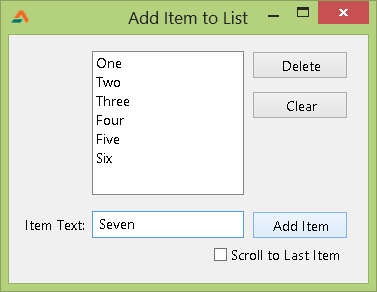 Add Item to List
One
Two
Three
Four
Five
Six
Delete
Clear
Item Text: Seven Add Item
Scroll to Last Item